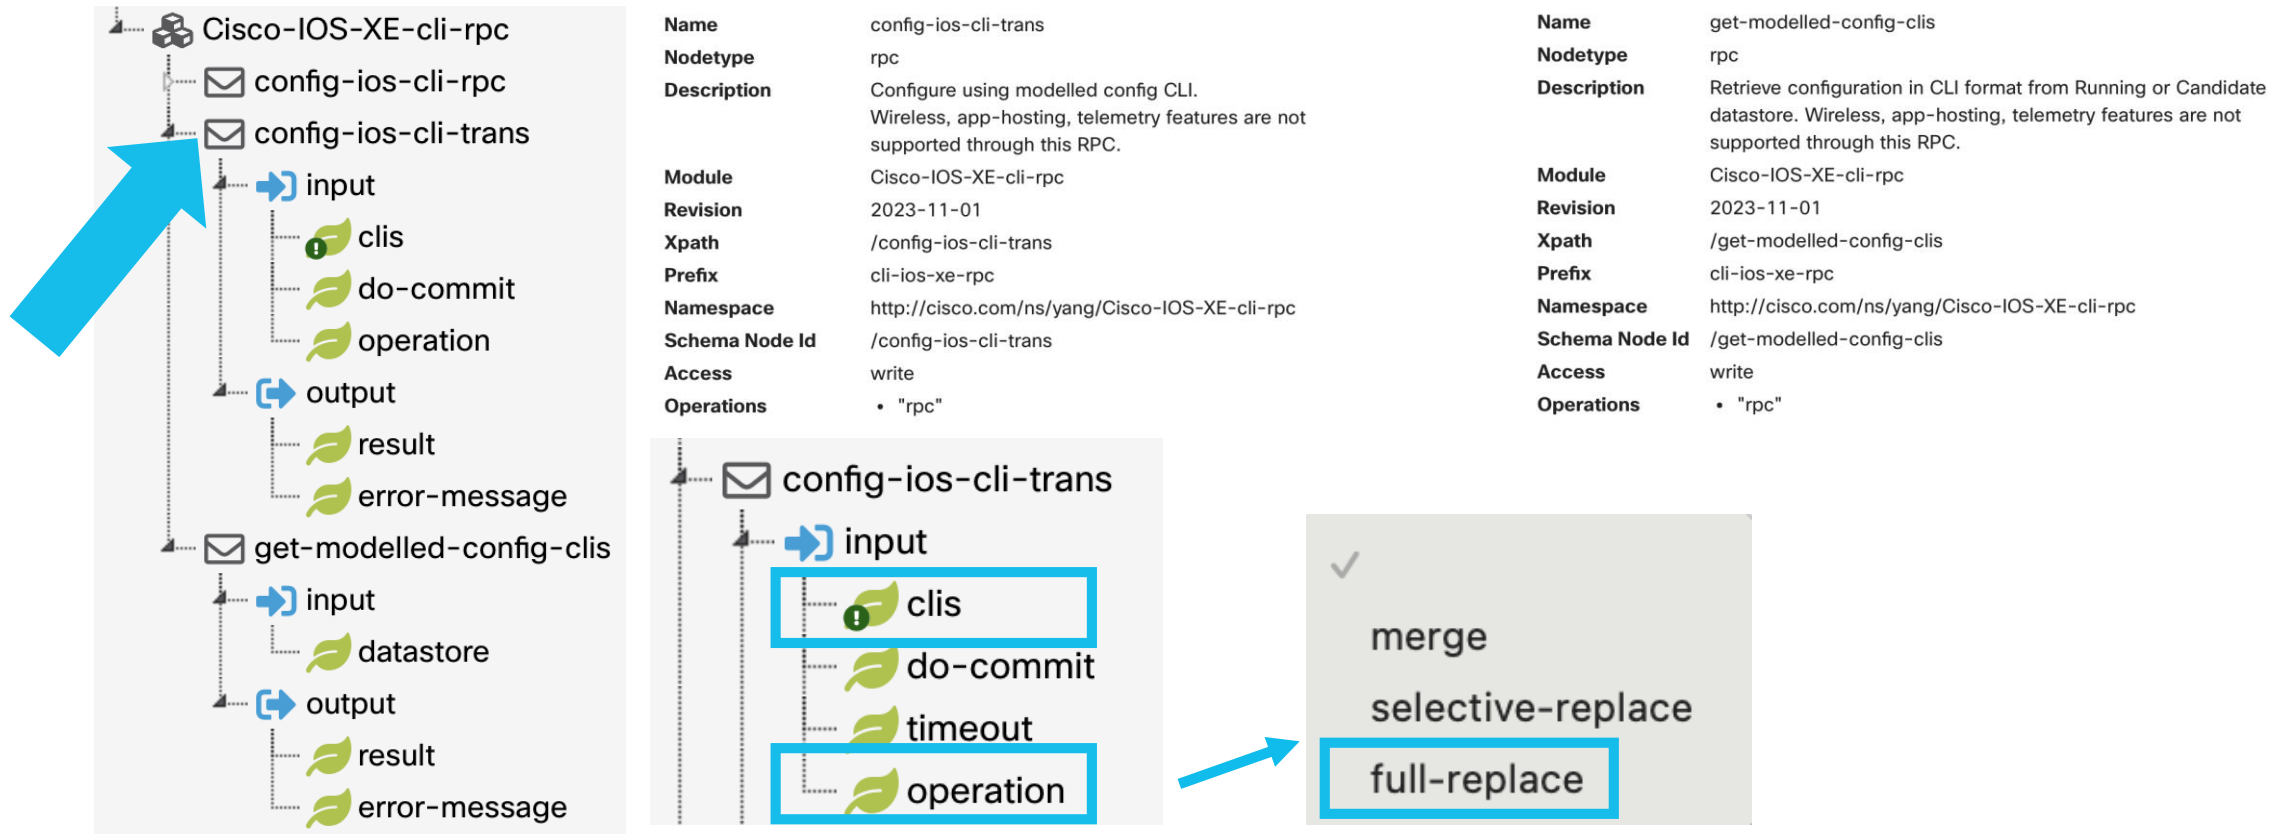 Cisco-IOS-XE-cli-rpc
config-ios-cli-rpc
config-ios-cli-trans
input
clis
do-commit
operation
output
result
error-message
get-modelled-config-clis
input
datastore
output
result
error-message
Name config-ios-cli-trans
Nodetype rpc
Description Configure using modelled config CLI.
Wireless, app-hosting, telemetry features are not
supported through this RPC.
Module Cisco-IOS-XE-cli-rpc
Revision 2023-11-01
Xpath /config-ios-cli-trans
Prefix cli-ios-xe-rpc
Namespace http://cisco.com/ns/yang/Cisco-IOS-XE-cli-rpc
Schema Node Id /config-ios-cli-trans
Access write
Operations • "rpc"
Name get-modelled-config-clis
Nodetype rpc
Description Retrieve configuration in CLI format from Running or Candidate
datastore. Wireless, app-hosting, telemetry features are not
supported through this RPC.
Module Cisco-IOS-XE-cli-rpc
Revision 2023-11-01
Xpath /get-modelled-config-clis
Prefix cli-ios-xe-rpc
Namespace http://cisco.com/ns/yang/Cisco-IOS-XE-cli-rpc
Schema Node Id /get-modelled-config-clis
Access write
Operations • "rpc"
config-ios-cli-trans
input
clis
do-commit
timeout
operation
merge
selective-replace
full-replace